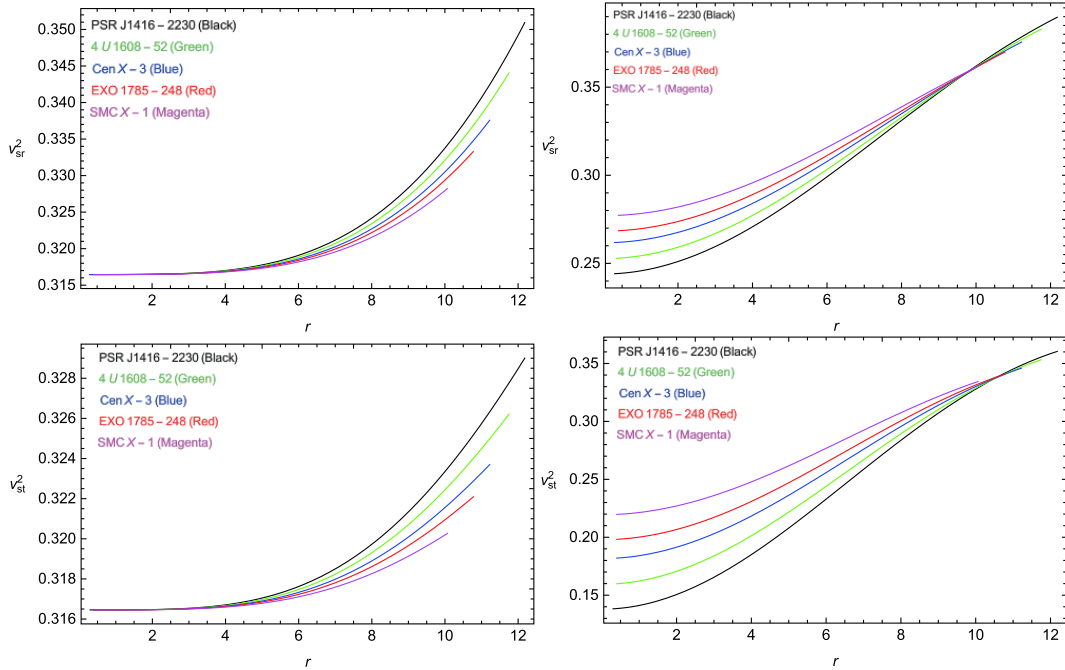 PSR J1416 – 2230 (Black)
4 U 1608 – 52 (Green)
Cen X – 3 (Blue)
EXO 1785 – 248 (Red)
SMC X – 1 (Magenta)
0.350
0.345
0.340
0.335
0.330
0.325
0.320
0.315
v²sr
2 4 6 8 10 12
r
PSR J1416 – 2230 (Black)
4 U 1608 – 52 (Green)
Cen X – 3 (Blue)
EXO 1785 – 248 (Red)
SMC X – 1 (Magenta)
0.35
0.30
0.25
v²sr
2 4 6 8 10 12
r
PSR J1416 – 2230 (Black)
4 U 1608 – 52 (Green)
Cen X – 3 (Blue)
EXO 1785 – 248 (Red)
SMC X – 1 (Magenta)
0.328
0.326
0.324
0.322
0.320
0.318
0.316
v²st
2 4 6 8 10 12
r
PSR J1416 – 2230 (Black)
4 U 1608 – 52 (Green)
Cen X – 3 (Blue)
EXO 1785 – 248 (Red)
SMC X – 1 (Magenta)
0.35
0.30
0.25
0.20
0.15
v²st
2 4 6 8 10 12
r